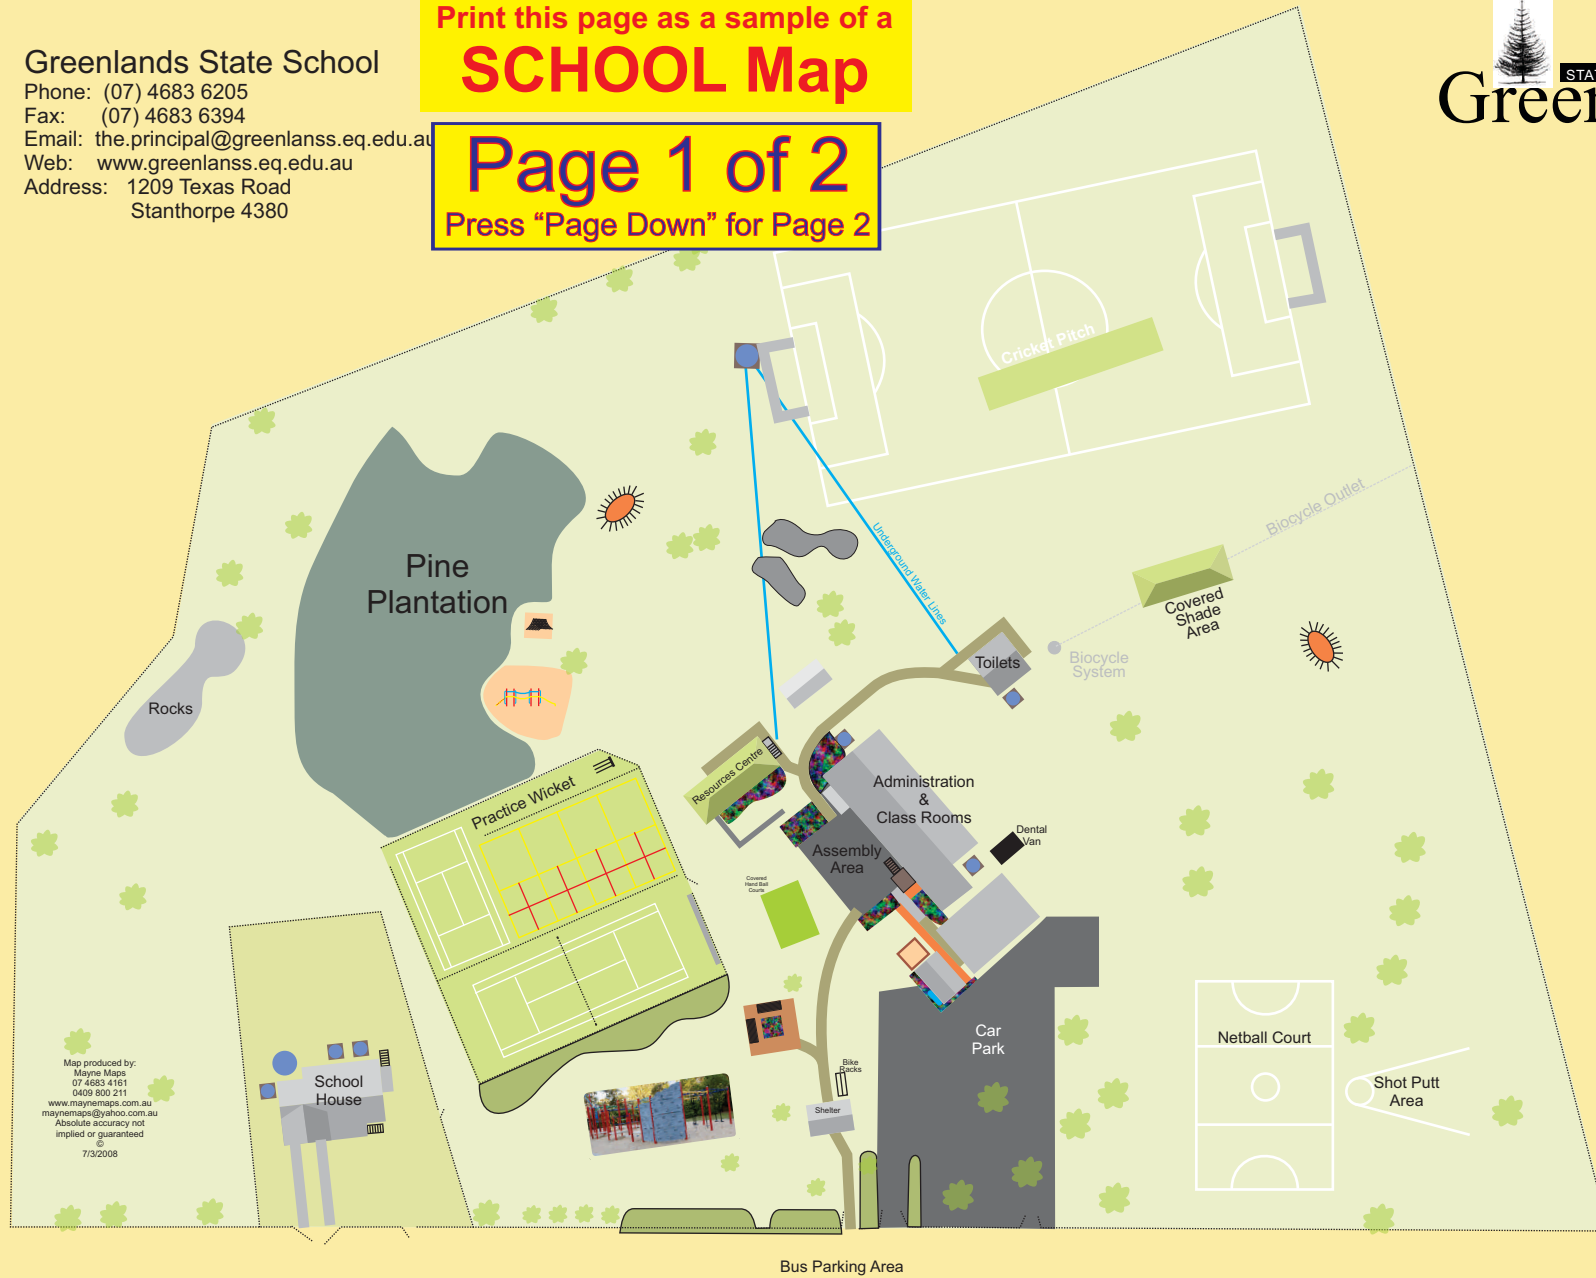 Print this page as a sample of a
SCHOOL Map
Page 1 of 2
Press “Page Down” for Page 2
Greenlands State School
Phone: (07) 4683 6205
Fax: (07) 4683 6394
Email: the.principal@greenlanss.eq.edu.au
Web: www.greenlanss.eq.edu.au
Address: 1209 Texas Road
Stanthorpe 4380
Cricket Pitch
Underground Water Lines
Biocycle Outlet
Covered
Shade
Area
Biocycle
System
Toilets
Pine
Plantation
Rocks
Practice Wicket
Resources Centre
Administration
&
Class Rooms
Dental
Van
Assembly
Area
Covered
Hand Ball
Courts
Car
Park
Netball Court
Shot Putt
Area
Bike
Racks
Shelter
School
House
Map produced by:
Mayne Maps
07 4683 4161
0409 800 211
www.maynemaps.com.au
maynemaps@yahoo.com.au
Absolute accuracy not
implied or guaranteed
©
7/3/2008
Bus Parking Area